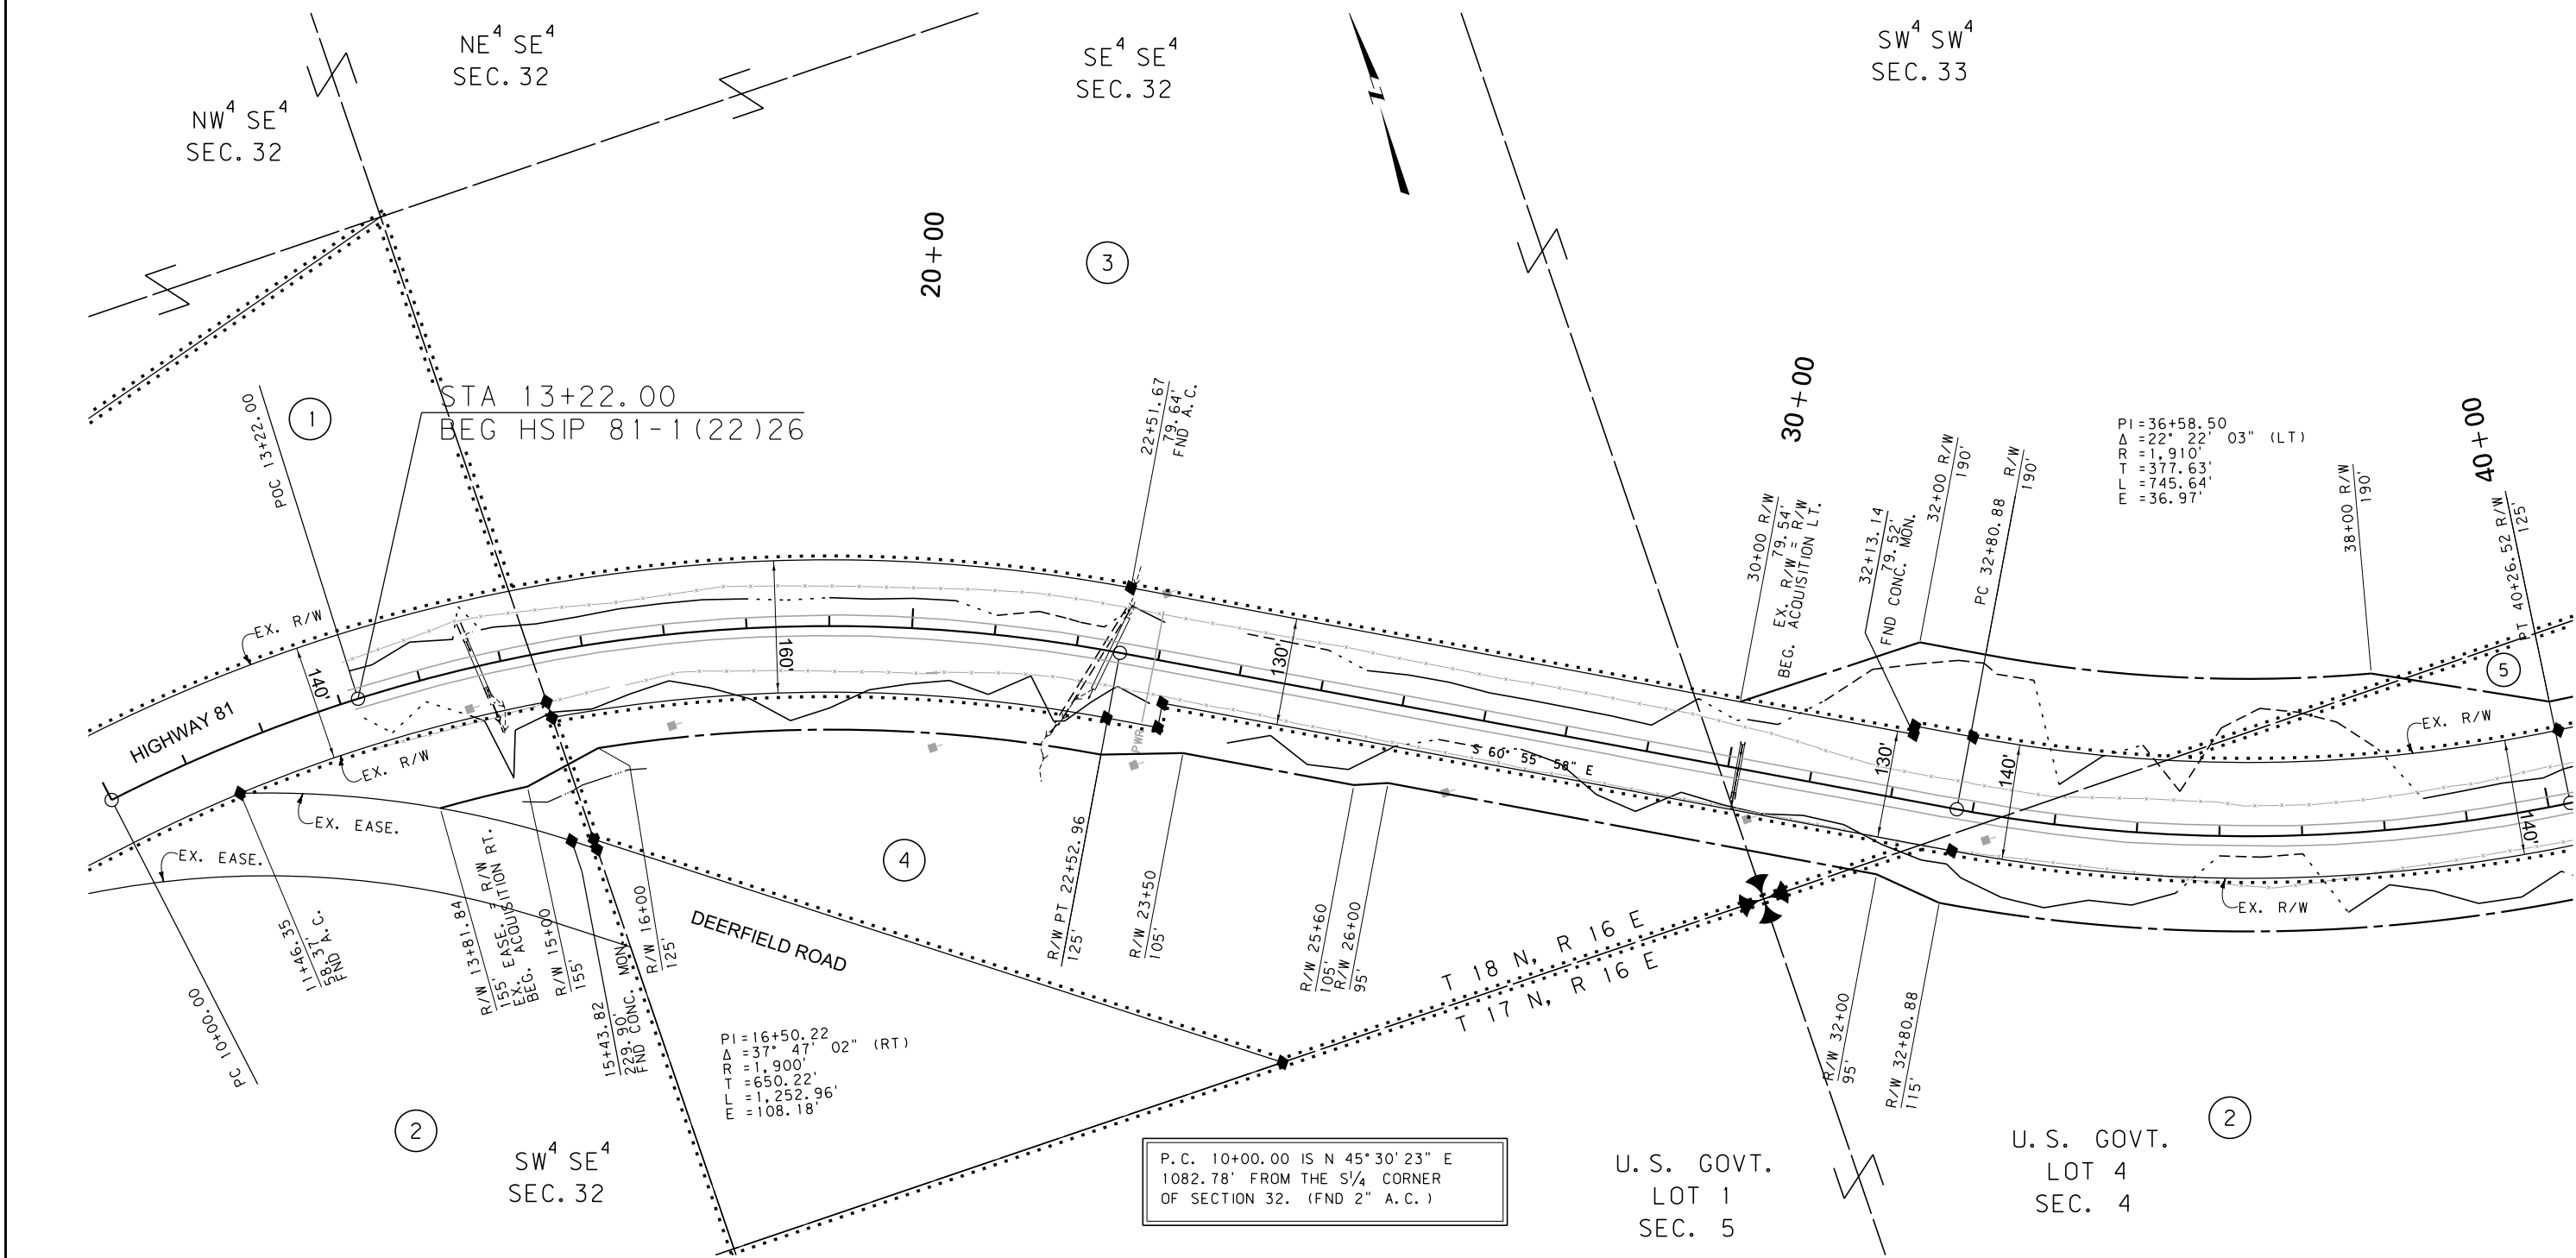 NE4 SE4
SEC. 32
SE4 SE4
SEC. 32
SW4 SW4
SEC. 33
NW4 SE4
SEC. 32
20+00
3
1
POC 13+22.00
STA 13+22.00
BEG HSIP 81-1(22)26
22+51.67
79.64'
FND A.C.
30+00
30+00 R/W
79.54'
EX. R/W = R/W
BEG. ACQUISITION LT.
32+13.14
79.52'
FND CONC. MON.
32+00 R/W
190'
PC 32+80.88 R/W
190'
PI=36+58.50
Δ =22° 22' 03" (LT)
R =1,910'
T =377.63'
L =745.64'
E =36.97'
38+00 R/W
190'
40+00
PT 40+26.52 R/W
125'
5
EX. R/W
140'
160'
130'
HIGHWAY 81
EX. R/W
PWR
S 60° 55' 58" E
130'
140'
EX. R/W
140'
EX. R/W
EX. EASE.
EX. EASE.
4
DEERFIELD ROAD
PC 10+00.00
11+46.35
58.37'
FND A.C.
R/W 13+81.84
155'
EX. EASE. = R/W
BEG. ACQUISITION RT.
R/W 15+00
155'
15+43.82
229.90'
FND CONC. MON.
R/W 16+00
125'
R/W PT 22+52.96
125'
R/W 23+50
105'
R/W 25+60
105'
R/W 26+00
95'
T 18 N, R 16 E
T 17 N, R 16 E
R/W 32+00
95'
R/W 32+80.88
115'
PI=16+50.22
Δ =37° 47' 02" (RT)
R =1,900'
T =650.22'
L =1,252.96'
E =108.18'
2
SW4 SE4
SEC. 32
P.C. 10+00.00 IS N 45°30'23" E
1082.78' FROM THE S1/4 CORNER
OF SECTION 32. (FND 2" A.C.)
U.S. GOVT.
LOT 1
SEC. 5
U.S. GOVT.
LOT 4
SEC. 4
2